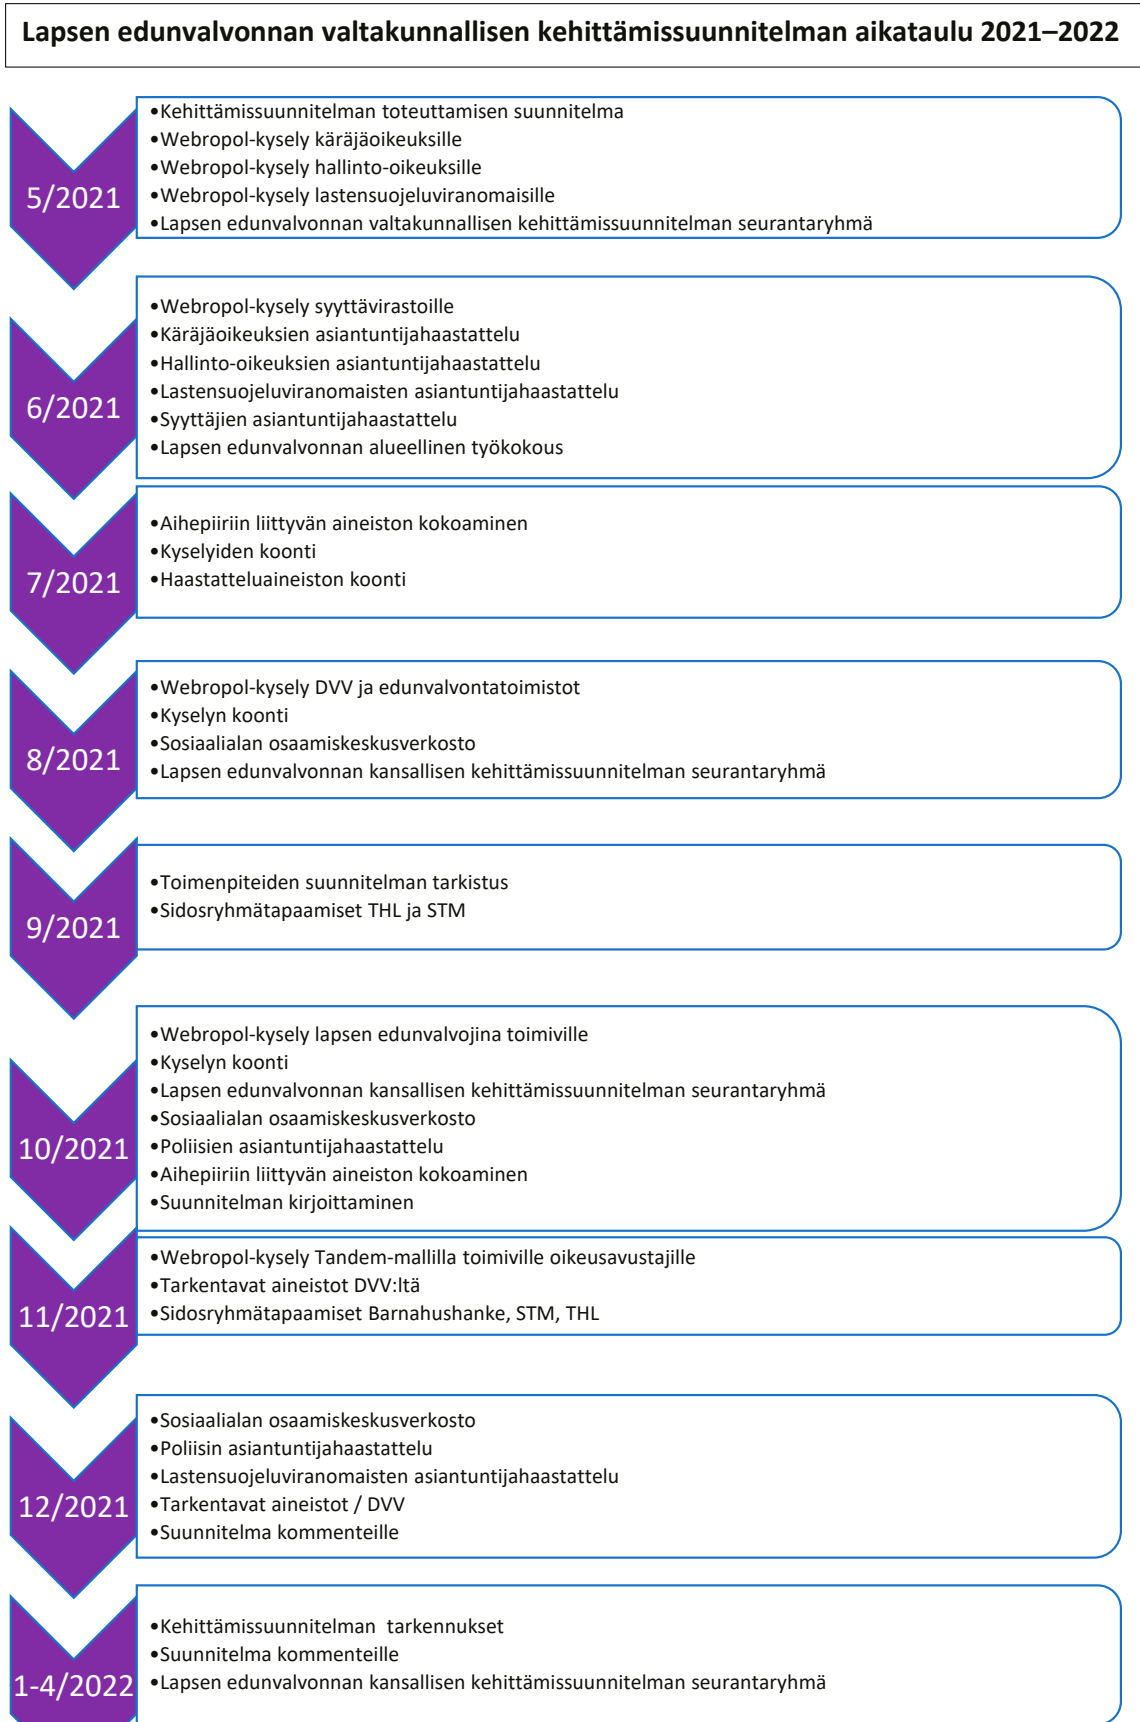 Lapsen edunvalvonnan valtakunnallisen kehittämissuunnitelman aikataulu 2021–2022
5/2021
•Kehittämissuunnitelman toteuttamisen suunnitelma
•Webropol-kysely käräjäoikeuksille
•Webropol-kysely hallinto-oikeuksille
•Webropol-kysely lastensuojeluviranomaisille
•Lapsen edunvalvonnan valtakunnallisen kehittämissuunnitelman seurantaryhmä
6/2021
•Webropol-kysely syyttävirastoille
•Käräjäoikeuksien asiantuntijahaastattelu
•Hallinto-oikeuksien asiantuntijahaastattelu
•Lastensuojeluviranomaisten asiantuntijahaastattelu
•Syyttäjien asiantuntijahaastattelu
•Lapsen edunvalvonnan alueellinen työkokous
7/2021
•Aihepiiriin liittyvän aineiston kokoaminen
•Kyselyiden koonti
•Haastatteluaineiston koonti
8/2021
•Webropol-kysely DVV ja edunvalvontatoimistot
•Kyselyn koonti
•Sosiaalialan osaamiskeskusverkosto
•Lapsen edunvalvonnan kansallisen kehittämissuunnitelman seurantaryhmä
9/2021
•Toimenpiteiden suunnitelman tarkistus
•Sidosryhmätapaamiset THL ja STM
10/2021
•Webropol-kysely lapsen edunvalvojina toimiville
•Kyselyn koonti
•Lapsen edunvalvonnan kansallisen kehittämissuunnitelman seurantaryhmä
•Sosiaalialan osaamiskeskusverkosto
•Poliisien asiantuntijahaastattelu
•Aihepiiriin liittyvän aineiston kokoaminen
•Suunnitelman kirjoittaminen
11/2021
•Webropol-kysely Tandem-mallilla toimiville oikeusavustajille
•Tarkentavat aineistot DVV:ltä
•Sidosryhmätapaamiset Barnahushanke, STM, THL
12/2021
•Sosiaalialan osaamiskeskusverkosto
•Poliisin asiantuntijahaastattelu
•Lastensuojeluviranomaisten asiantuntijahaastattelu
•Tarkentavat aineistot / DVV
•Suunnitelma kommenteille
1-4/2022
•Kehittämissuunnitelman tarkennukset
•Suunnitelma kommenteille
•Lapsen edunvalvonnan kansallisen kehittämissuunnitelman seurantaryhmä